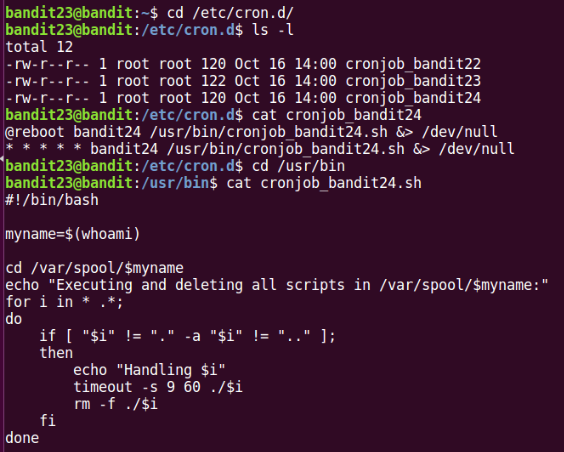 bandit23@bandit:~$ cd /etc/cron.d/
bandit23@bandit:/etc/cron.d$ ls -l
total 12
-rw-r--r-- 1 root root 120 Oct 16 14:00 cronjob_bandit22
-rw-r--r-- 1 root root 122 Oct 16 14:00 cronjob_bandit23
-rw-r--r-- 1 root root 120 Oct 16 14:00 cronjob_bandit24
bandit23@bandit:/etc/cron.d$ cat cronjob_bandit24
@reboot bandit24 /usr/bin/cronjob_bandit24.sh &> /dev/null
* * * * * bandit24 /usr/bin/cronjob_bandit24.sh &> /dev/null
bandit23@bandit:/etc/cron.d$ cd /usr/bin
bandit23@bandit:/usr/bin$ cat cronjob_bandit24.sh
#!/bin/bash

myname=$(whoami)

cd /var/spool/$myname
echo "Executing and deleting all scripts in /var/spool/$myname:"
for i in * .*;
do
    if [ "$i" != "." -a "$i" != ".." ];
    then
        echo "Handling $i"
        timeout -s 9 60 ./$i
        rm -f ./$i
    fi
done